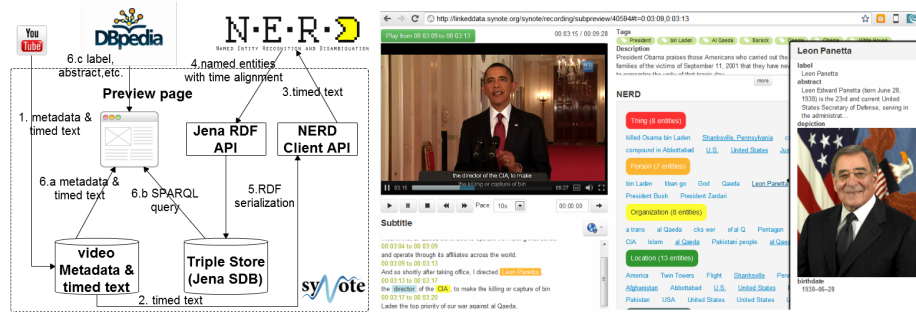 You
Tube
DBpedia
N·E·R·D
NAMED ENTITY RECOGNITION AND DISAMBIGUATION
6.c label,
abstract,etc.
4.named entities
with time alignment
Preview page
3.timed text
1. metadata &
timed text
Jena RDF
API
NERD
Client API
6.a metadata &
timed text
6.b SPARQL
query
5.RDF
serialization
video
Metadata &
timed text
Triple Store
(Jena SDB)
synote
2. timed text
http://linkeddata.synote.org/synote/recording/subpreview/40594#t=0:03:09,0:03:13
Play from 00:03:09 to 00:03:13
00:03:15 / 00:09:28
the director of the CIA, to make
the killing or capture of bin
03:15
09:27
Pace: 10s
00:00:00
Subtitle
00:03:04 to 00:03:09
and operate through its affiliates across the world.
00:03:09 to 00:03:13
And so shortly after taking office, I directed Leon Panetta,
00:03:13 to 00:03:17
the director of the CIA, to make the killing or capture of bin
00:03:17 to 00:03:20
Laden the top priority of our war against al Qaeda,
Tags
President bin Laden Al Qaeda Barack
Description
President Obama praises those Americans who carried out the
families of the victims of September 11, 2001 that they have
more
NERD
Thing (8 entities)
killed Osama bin Laden Shanksville, Pennsylvania
compound in Abbottabad U.S. United States
Person (7 entities)
bin Laden Man go God Qaeda Leon Panetta
President Bush President Zardari
Organization (8 entities)
a trans al Qaeda cks wer of al Q Pentagon
CIA Islam al Qaeda Pakistani people
Location (13 entities)
America Twin Towers Flight Shanksville
Afghanistan Abbottabad U.S. United States
Pakistan USA United States United States
Leon Panetta
label
Leon Panetta
abstract
Leon Edward Panetta (born June 28,
1938) is the 23rd and current United
States Secretary of Defense, serving in
the administrat...
depiction
birthdate
1938-06-28